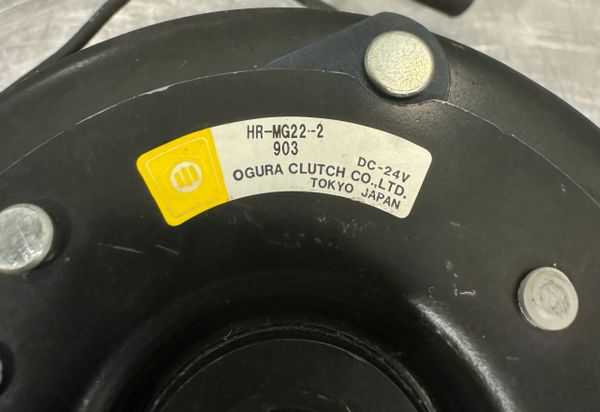 HR-MG22-2
903
DC-24V
OGURA CLUTCH CO.,LTD.
TOKYO JAPAN